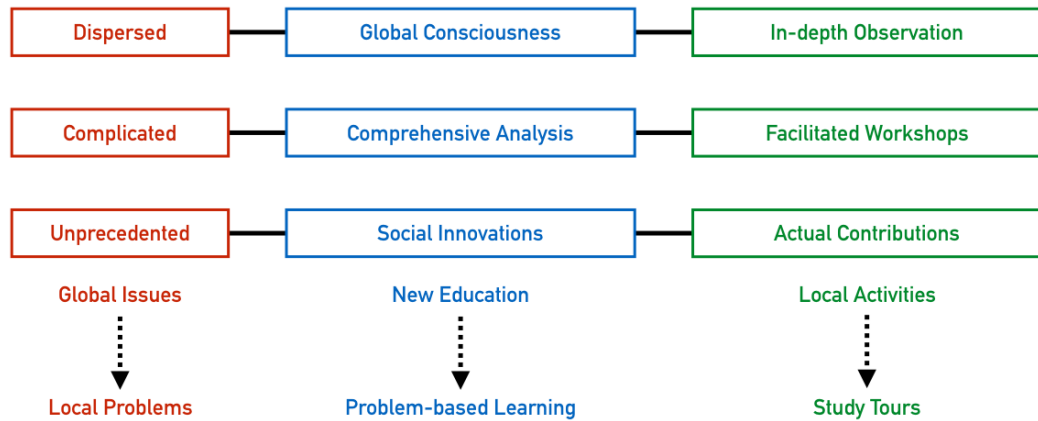 Dispersed
Global Consciousness
In-depth Observation
Complicated
Comprehensive Analysis
Facilitated Workshops
Unprecedented
Social Innovations
Actual Contributions
Global Issues
New Education
Local Activities
Local Problems
Problem-based Learning
Study Tours